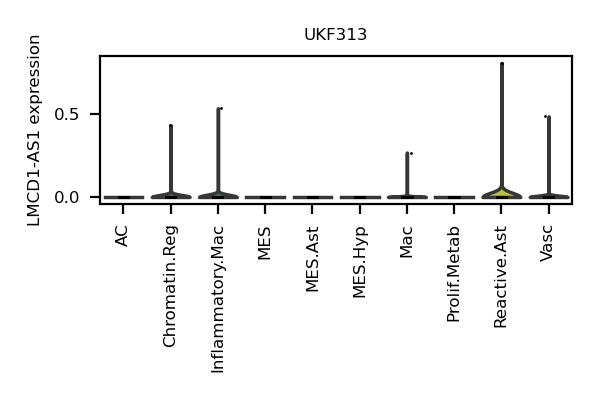 UKF313
LMCD1-AS1 expression
0.5
0.0
AC
Chromatin.Reg
Inflammatory.Mac
MES
MES.Ast
MES.Hyp
Mac
Prolif.Metab
Reactive.Ast
Vasc